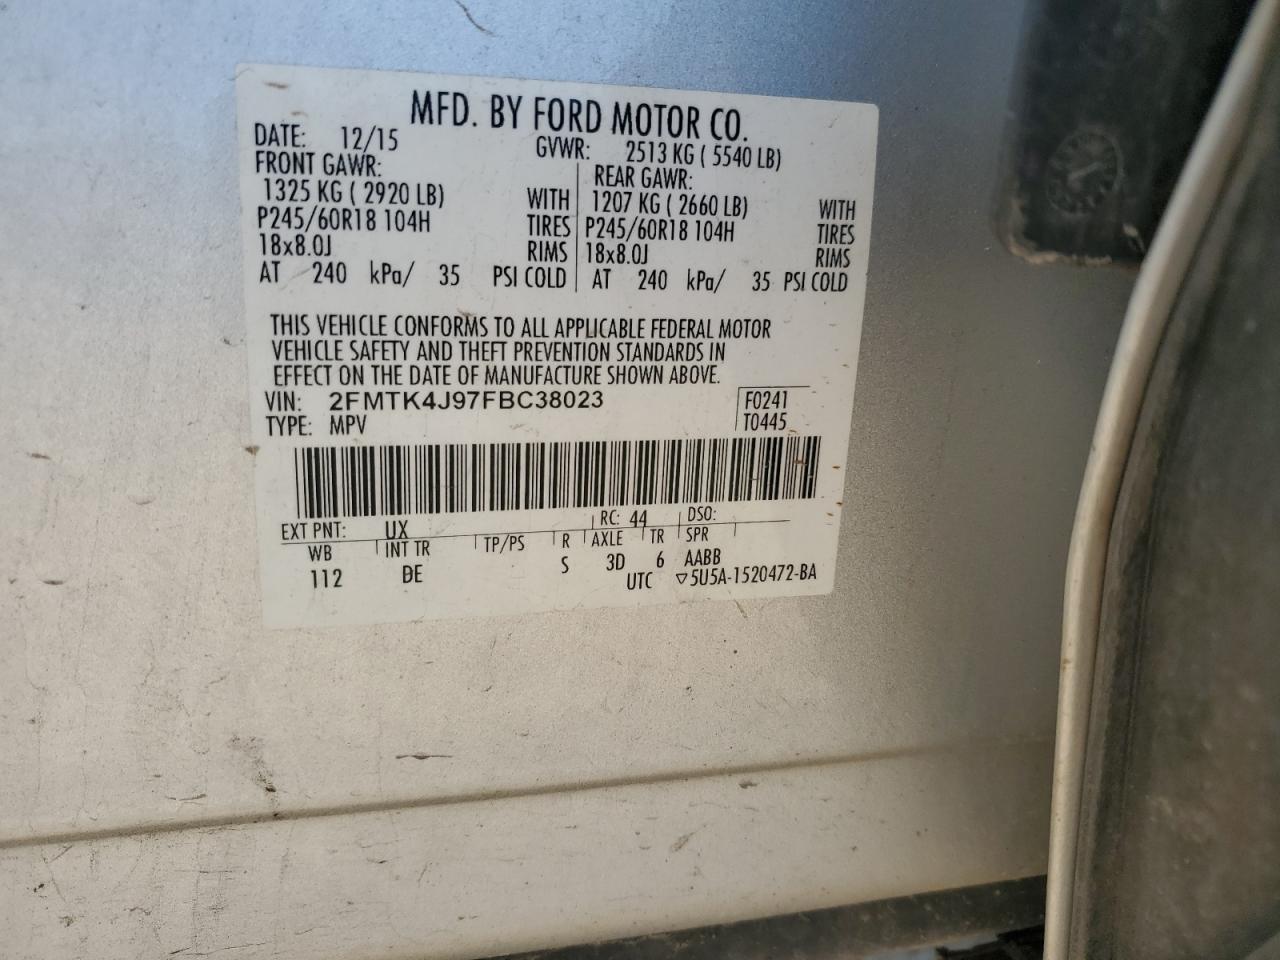 MFD. BY FORD MOTOR CO.
DATE: 12/15 GVWR: 2513 KG ( 5540 LB)
FRONT GAWR: REAR GAWR:
1325 KG ( 2920 LB) WITH 1207 KG ( 2660 LB) WITH
P245/60R18 104H TIRES P245/60R18 104H TIRES
18x8.0J RIMS 18x8.0J RIMS
AT 240 kPa/ 35 PSI COLD AT 240 kPa/ 35 PSI COLD
THIS VEHICLE CONFORMS TO ALL APPLICABLE FEDERAL MOTOR
VEHICLE SAFETY AND THEFT PREVENTION STANDARDS IN
EFFECT ON THE DATE OF MANUFACTURE SHOWN ABOVE.
VIN: 2FMTK4J97FBC38023 F0241
TYPE: MPV T0445
EXT PNT: UX RC: 44 DSO:
WB INT TR TP/PS R AXLE TR SPR
112 DE S 3D 6 AABB
UTC ▽5U5A-1520472-BA